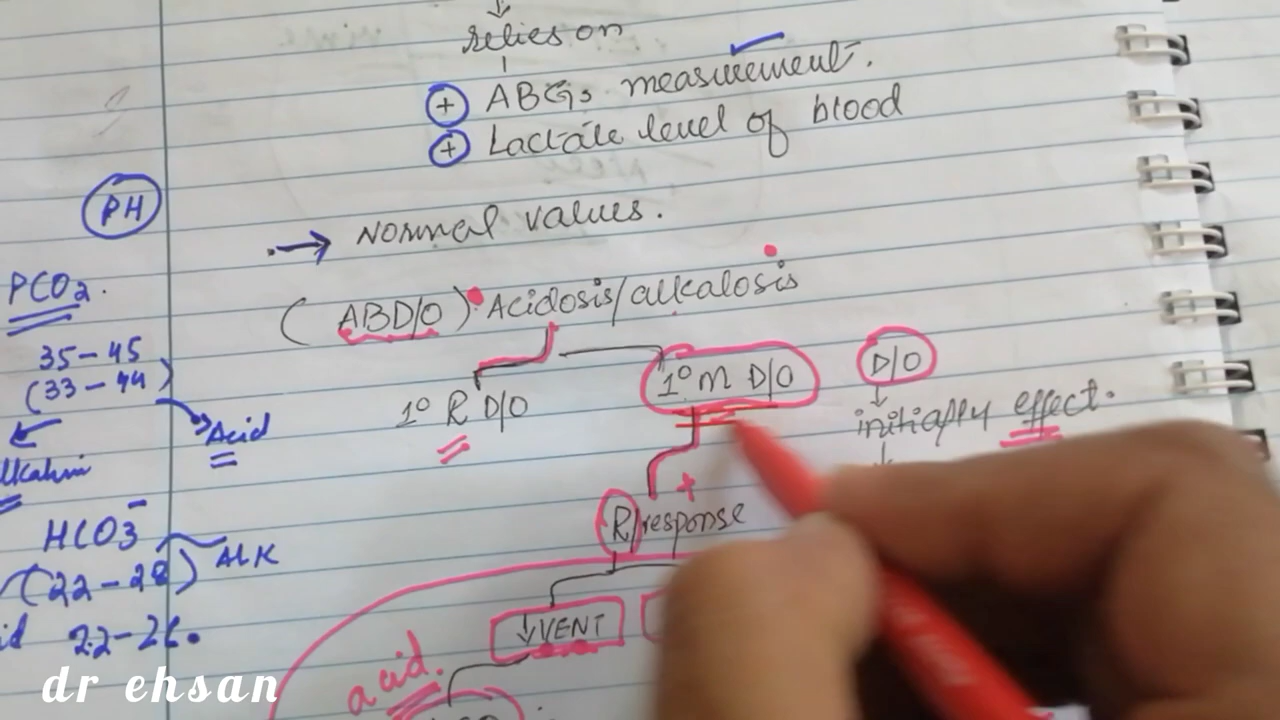 relies on
+ ABGs measurement.
+ Lactate level of blood
PH
→ Normal values.
PCO2.
(ABD/O) Acidosis/alkalosis
35-45
(33-44)
1° R D/O
1° M D/O
D/O
Acid
initially effect.
+
R/response
HCO3-
ALK
(22-28)
22-26.
↓VENT
acid.
dr ehsan